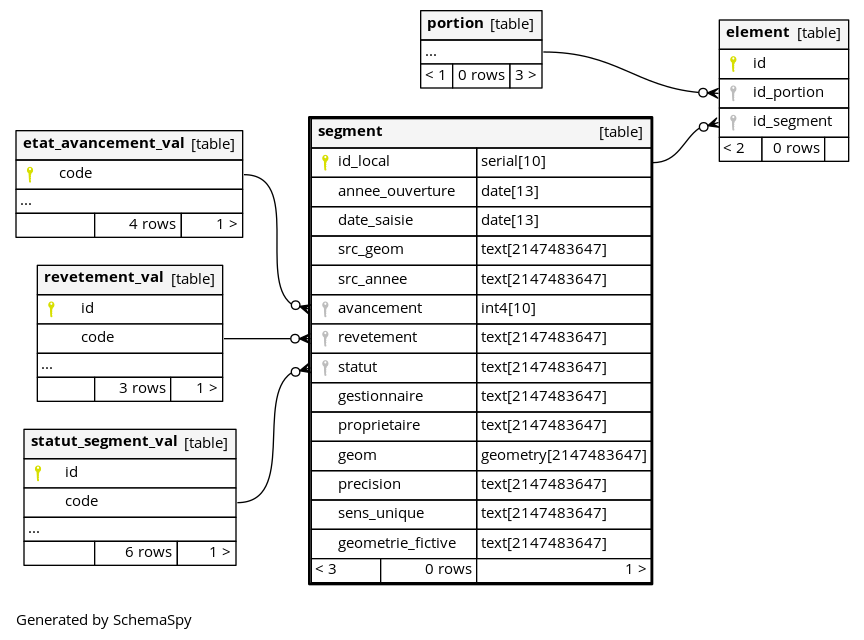 portion [table]
...
< 1 0 rows 3 >
element [table]
id
id_portion
id_segment
< 2 0 rows
etat_avancement_val [table]
code
...
4 rows 1 >
revetement_val [table]
id
code
...
3 rows 1 >
statut_segment_val [table]
id
code
...
6 rows 1 >
segment [table]
id_local serial[10]
annee_ouverture date[13]
date_saisie date[13]
src_geom text[2147483647]
src_annee text[2147483647]
avancement int4[10]
revetement text[2147483647]
statut text[2147483647]
gestionnaire text[2147483647]
proprietaire text[2147483647]
geom geometry[2147483647]
precision text[2147483647]
sens_unique text[2147483647]
geometrie_fictive text[2147483647]
< 3 0 rows 1 >
Generated by SchemaSpy